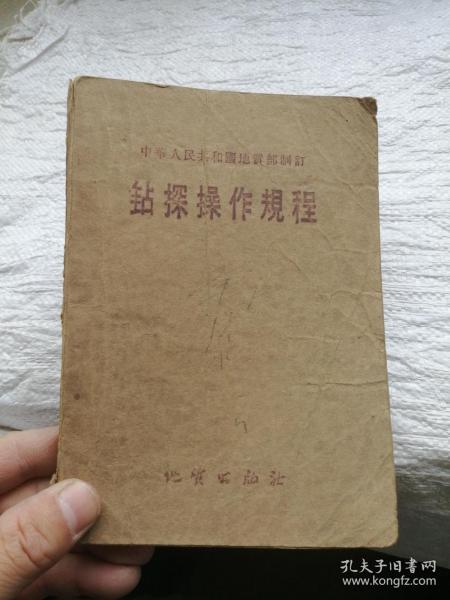 中華人民共和國地質部制訂
鉆探操作規程
地質出版社
孔夫子旧书网
www.kongfz.com